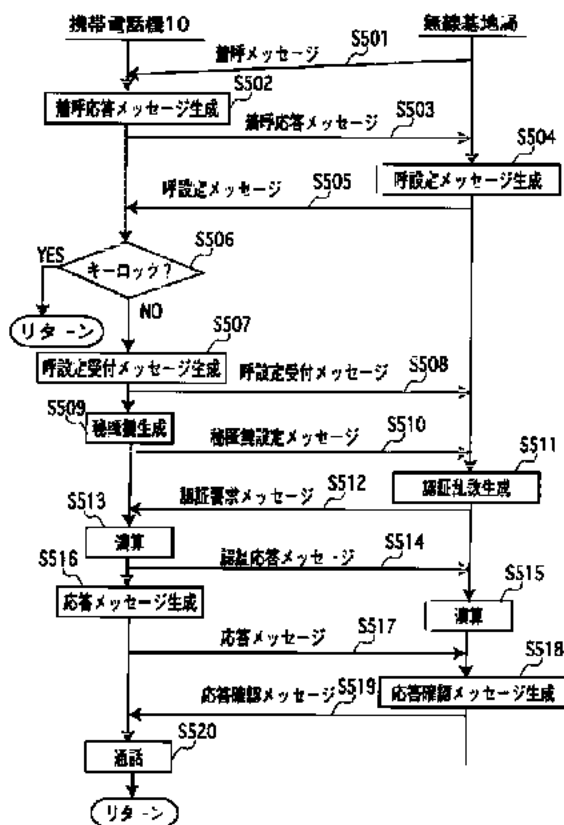 携帯電話機10
無線基地局
着呼メッセージ
S501
S502
着呼応答メッセージ生成
着呼応答メッセージ
S503
S504
呼設定メッセージ生成
呼設定メッセージ
S505
S506
YES
キーロック?
NO
リターン
S507
呼設定受付メッセージ生成
呼設定受付メッセージ
S508
S509
秘匿鍵生成
秘匿鍵設定メッセージ
S510
S511
認証乱数生成
認証要求メッセージ
S512
S513
演算
認証応答メッセージ
S514
S516
S515
応答メッセージ生成
演算
応答メッセージ
S517
S518
応答確認メッセージ
S519
応答確認メッセージ生成
S520
通話
リターン